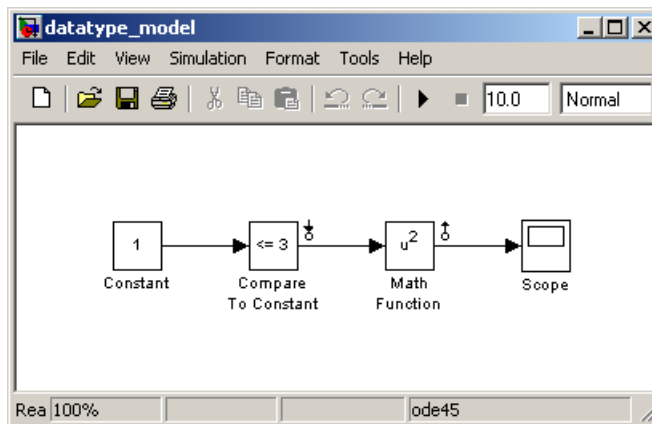 datatype_model
File Edit View Simulation Format Tools Help
10.0 Normal
1
<= 3
u2
Constant
Compare
To Constant
Math
Function
Scope
Rea 100% ode45